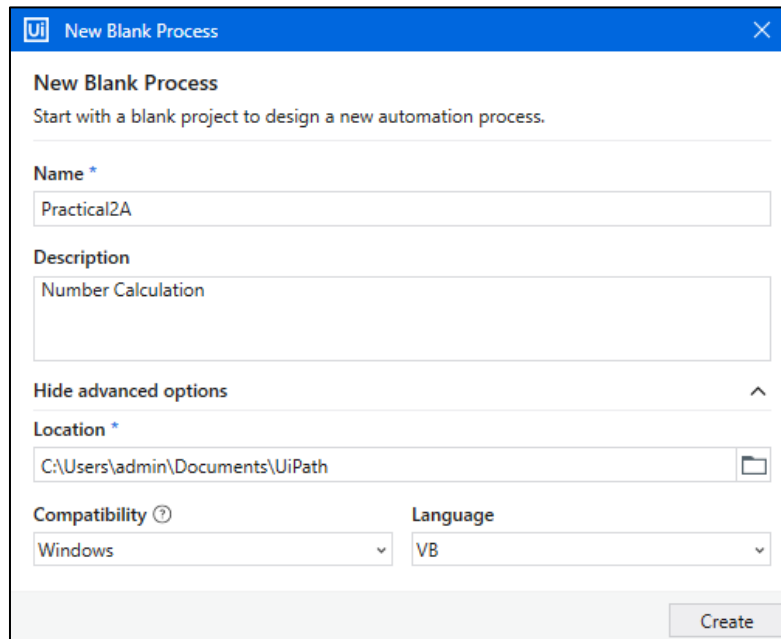 Ui New Blank Process
New Blank Process
Start with a blank project to design a new automation process.
Name *
Practical2A
Description
Number Calculation
Hide advanced options
Location *
C:\Users\admin\Documents\UiPath
Compatibility ? Language
Windows VB
Create